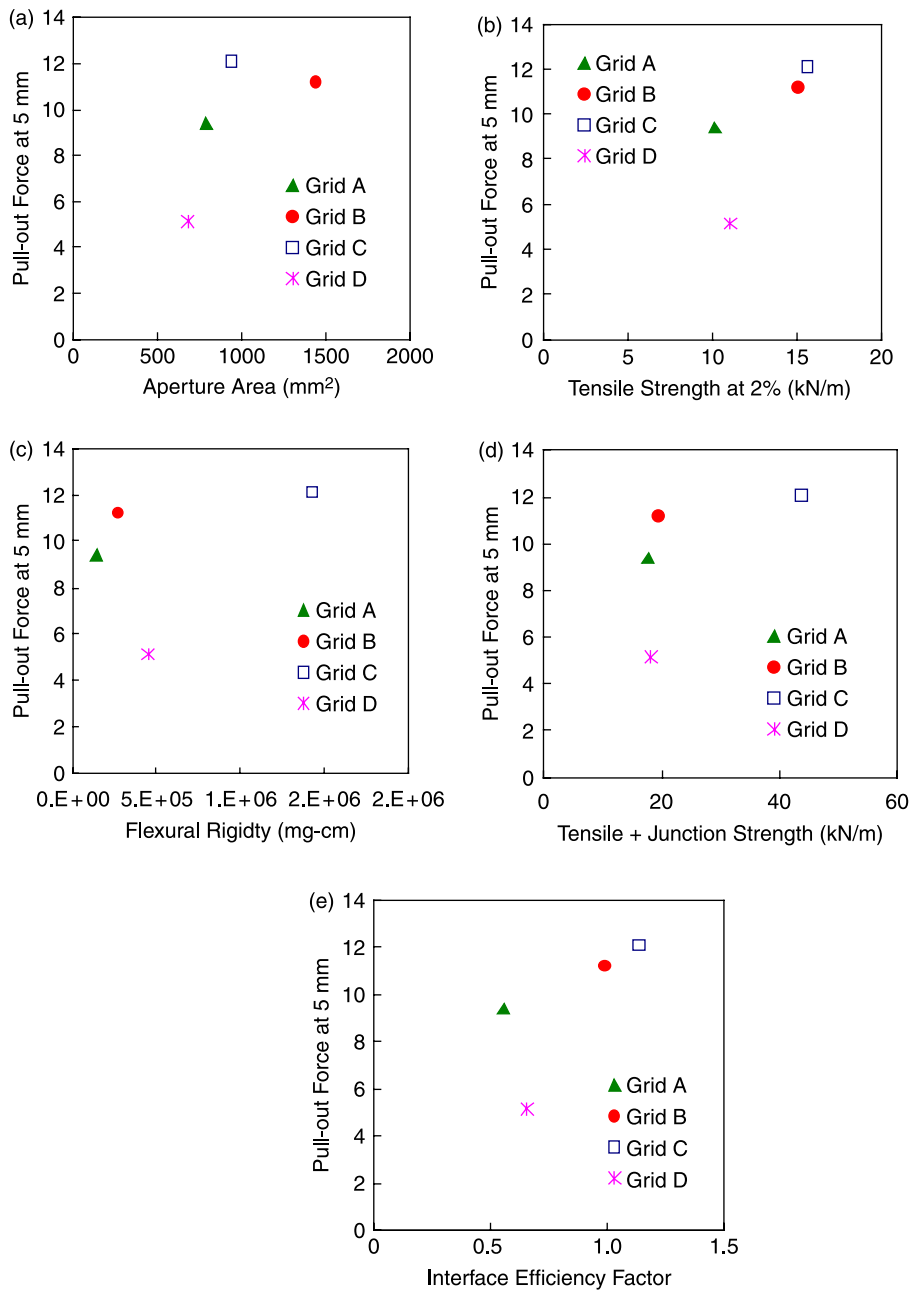 (a)
14
12
10
8
6
4
2
0
Pull-out Force at 5 mm
Grid A
Grid B
Grid C
Grid D
0 500 1000 1500 2000
Aperture Area (mm²)
(b)
14
12
10
8
6
4
2
0
Pull-out Force at 5 mm
Grid A
Grid B
Grid C
Grid D
0 5 10 15 20
Tensile Strength at 2% (kN/m)
(c)
14
12
10
8
6
4
2
0
Pull-out Force at 5 mm
Grid A
Grid B
Grid C
Grid D
0.E+00 5.E+05 1.E+06 2.E+06 2.E+06
Flexural Rigidty (mg-cm)
(d)
14
12
10
8
6
4
2
0
Pull-out Force at 5 mm
Grid A
Grid B
Grid C
Grid D
0 20 40 60
Tensile + Junction Strength (kN/m)
(e)
14
12
10
8
6
4
2
0
Pull-out Force at 5 mm
Grid A
Grid B
Grid C
Grid D
0 0.5 1.0 1.5
Interface Efficiency Factor